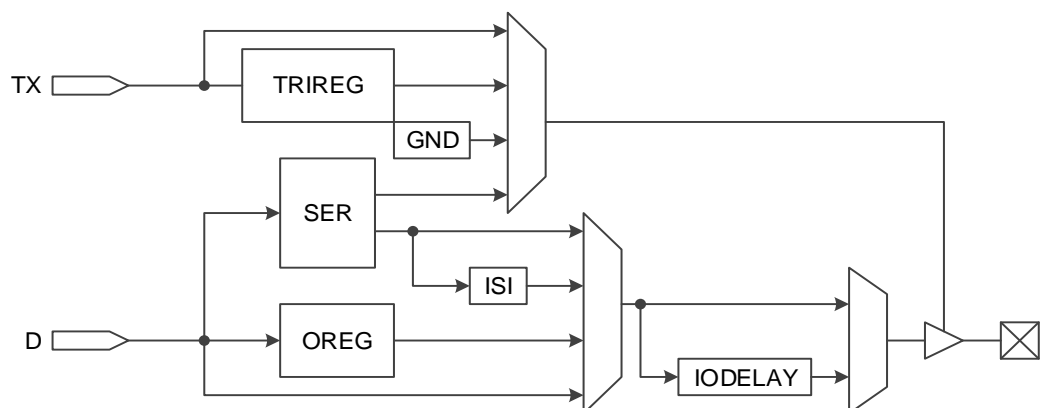 TX
TRIREG
GND
SER
ISI
D
OREG
IODELAY